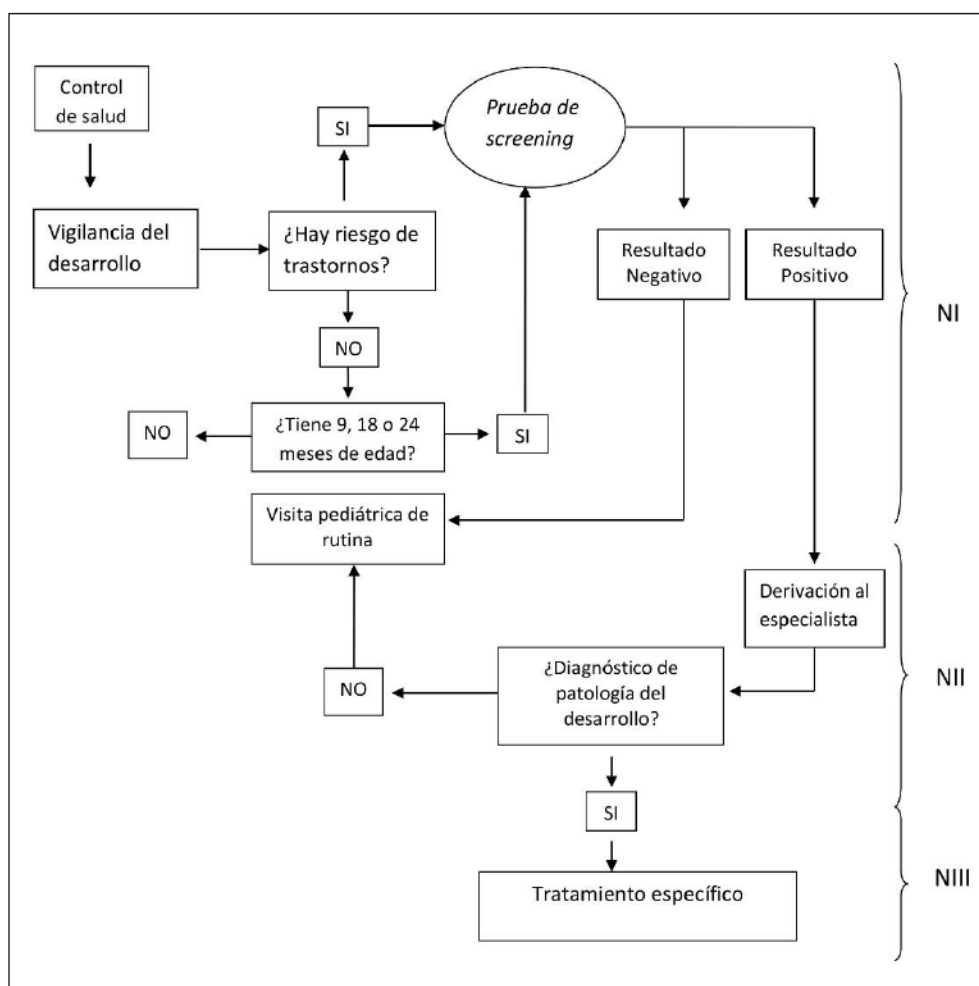 Control
de salud
SI
Prueba de
screening
Vigilancia del
desarrollo
¿Hay riesgo de
trastornos?
Resultado
Negativo
Resultado
Positivo
NI
NO
NO
¿Tiene 9, 18 o 24
meses de edad?
SI
Visita pediátrica de
rutina
Derivación al
especialista
NO
¿Diagnóstico de
patología del
desarrollo?
NII
SI
Tratamiento específico
NIII